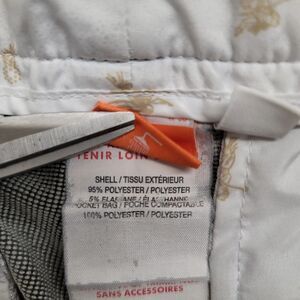 TENIR LOIN
SHELL / TISSU EXTÉRIEUR
95% POLYESTER / POLYESTER
5% ELASTANE / ÉLASTHANNE
POCKET BAG / POCHE COMPACTABLE
100% POLYESTER / POLYESTER
SANS ACCESSOIRES